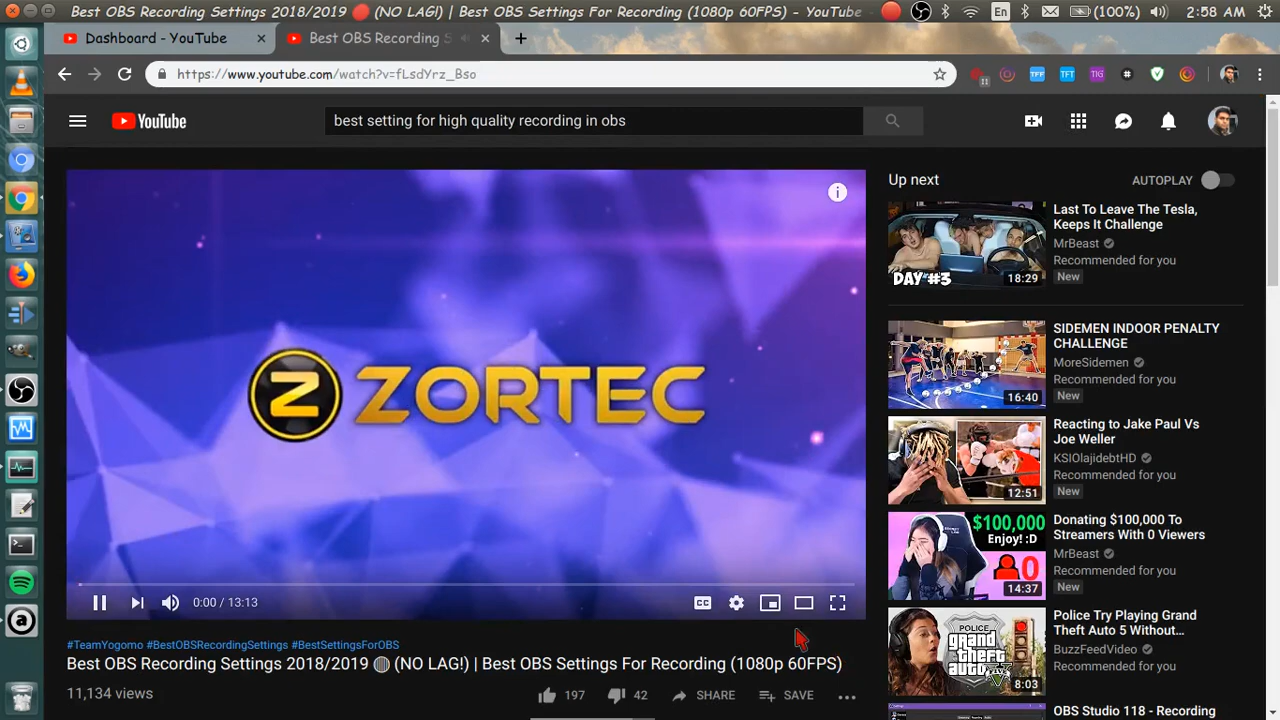 Best OBS Recording Settings 2018/2019 🔴 (NO LAG!) | Best OBS Settings For Recording (1080p 60FPS) - YouTube
En
(100%)
2:58 AM
Dashboard - YouTube
Best OBS Recording S
https://www.youtube.com/watch?v=fLsdYrz_Bso
11
TFF
TFT
TIG
#
YouTube
best setting for high quality recording in obs
Z ZORTEC
0:00 / 13:13
CC
#TeamYogomo #BestOBSRecordingSettings #BestSettingsForOBS
Best OBS Recording Settings 2018/2019 🔴 (NO LAG!) | Best OBS Settings For Recording (1080p 60FPS)
11,134 views
197
42
SHARE
SAVE
Up next
AUTOPLAY
DAY #3
18:29
Last To Leave The Tesla,
Keeps It Challenge
MrBeast
Recommended for you
New
16:40
SIDEMEN INDOOR PENALTY
CHALLENGE
MoreSidemen
Recommended for you
New
12:51
Reacting to Jake Paul Vs
Joe Weller
KSIOlajidebtHD
Recommended for you
New
$100,000
Enjoy! :D
0
14:37
Donating $100,000 To
Streamers With 0 Viewers
MrBeast
Recommended for you
New
POLICE
grand
theft
auto
8:03
Police Try Playing Grand
Theft Auto 5 Without...
BuzzFeedVideo
Recommended for you
OBS Studio 118 - Recording